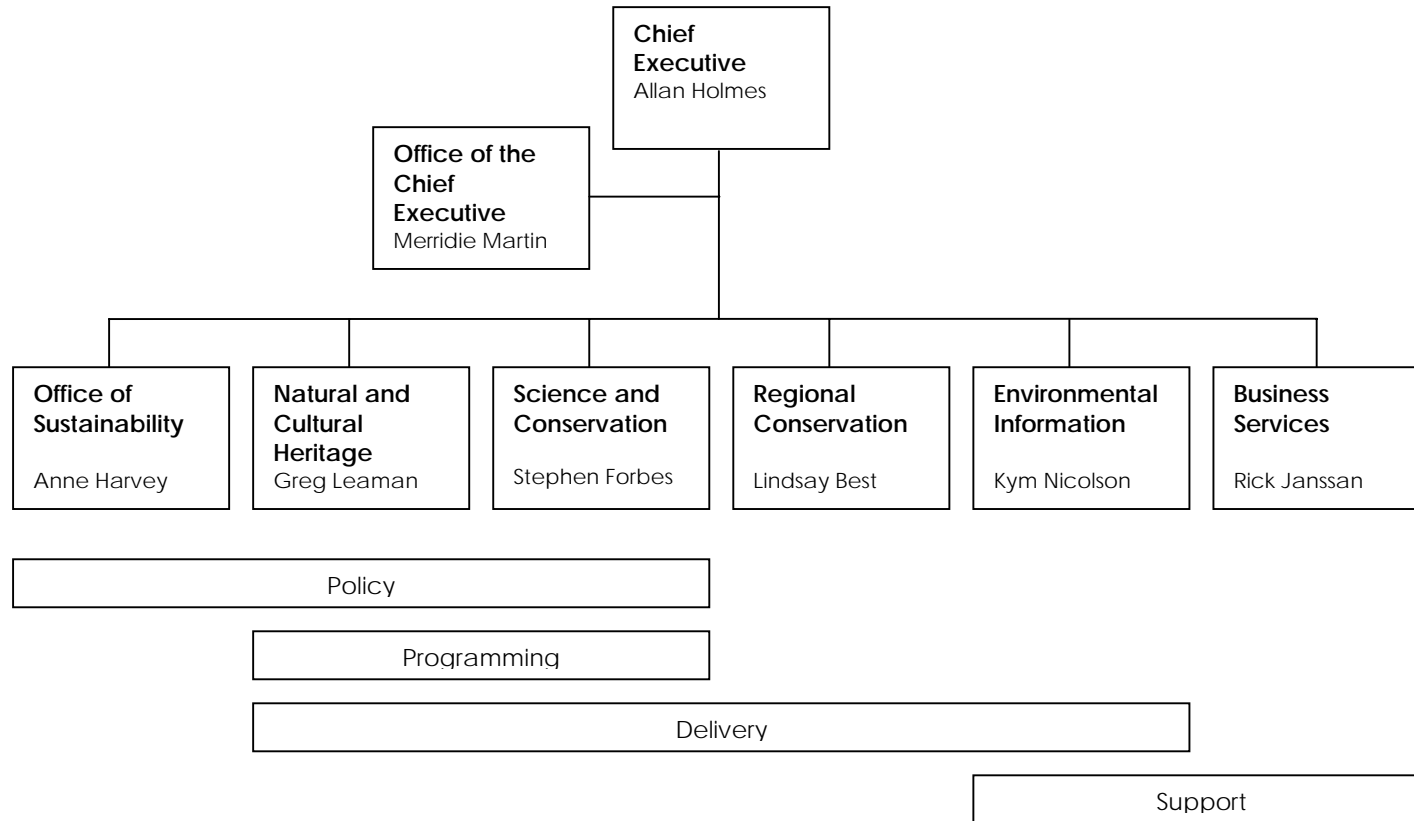 Chief
Executive
Allan Holmes
Office of the
Chief
Executive
Merridie Martin
Office of
Sustainability
Anne Harvey
Natural and
Cultural
Heritage
Greg Leaman
Science and
Conservation
Stephen Forbes
Regional
Conservation
Lindsay Best
Environmental
Information
Kym Nicolson
Business
Services
Rick Janssan
Policy
Programming
Delivery
Support